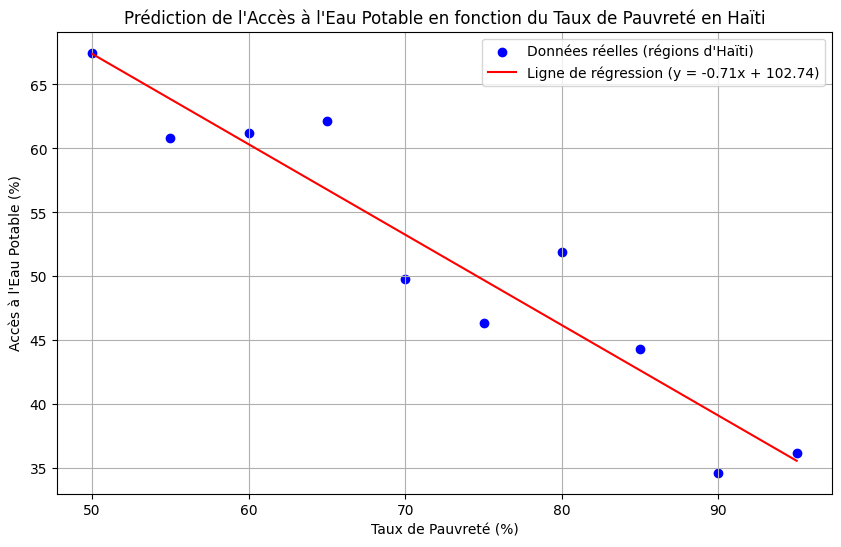 Prédiction de l'Accès à l'Eau Potable en fonction du Taux de Pauvreté en Haïti
Données réelles (régions d'Haïti)
Ligne de régression (y = -0.71x + 102.74)
Accès à l'Eau Potable (%)
65
60
55
50
45
40
35
50
60
70
80
90
Taux de Pauvreté (%)